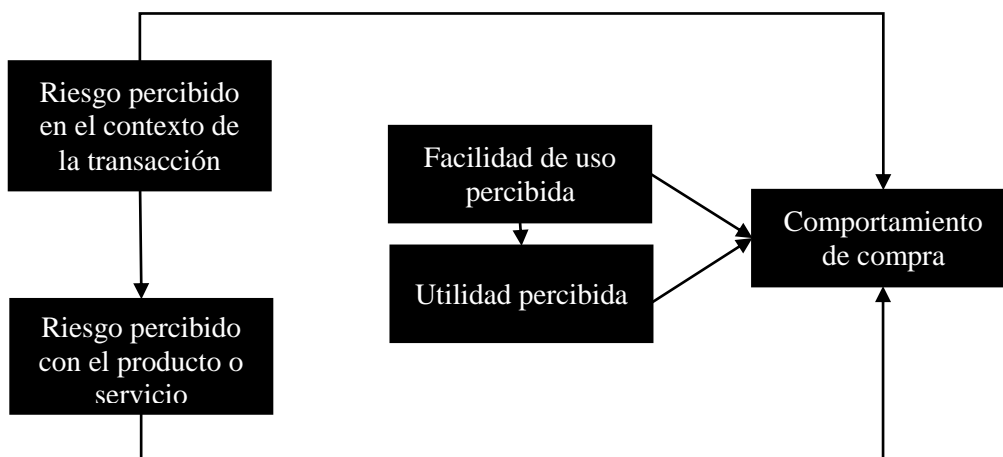 Riesgo percibido
en el contexto de
la transacción
Facilidad de uso
percibida
Utilidad percibida
Comportamiento
de compra
Riesgo percibido
con el producto o
servicio